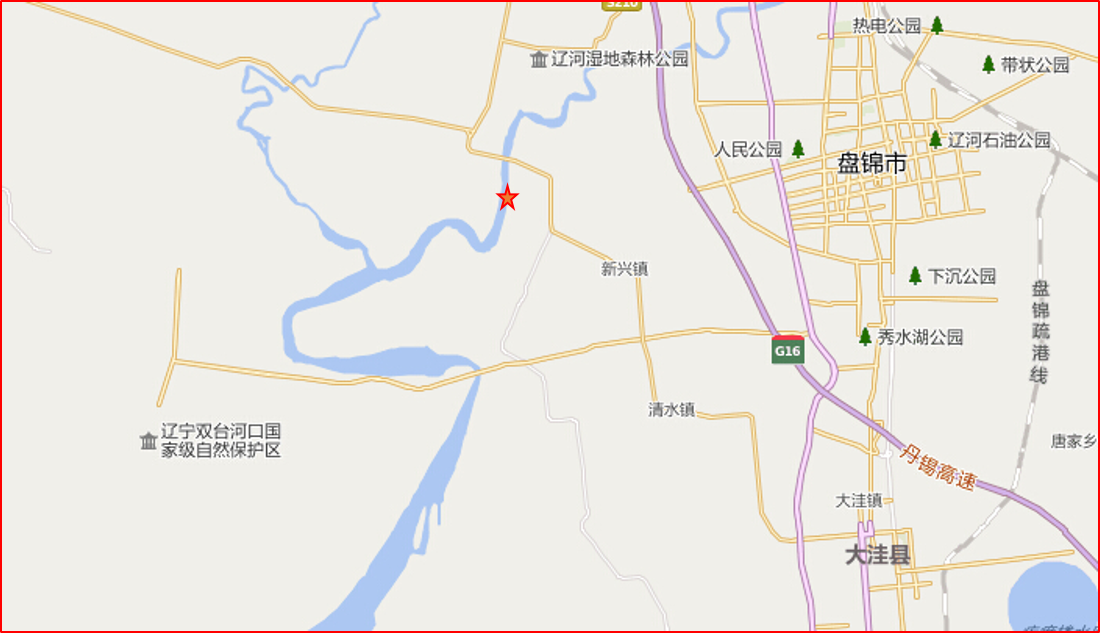 S210
热电公园
辽河湿地森林公园
带状公园
辽河石油公园
人民公园
盘锦市
新兴镇
下沉公园
盘锦疏港线
秀水湖公园
G16
清水镇
辽宁双台河口国
家级自然保护区
唐家乡
丹锡高速
大洼镇
大洼县